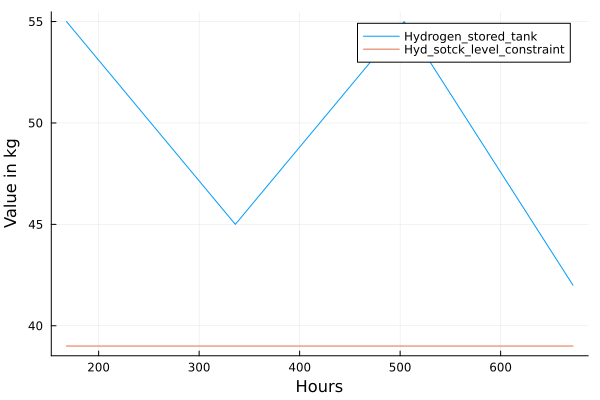 55
50
45
40
Value in kg
Hydrogen_stored_tank
Hyd_sotck_level_constraint
200
300
400
500
600
Hours